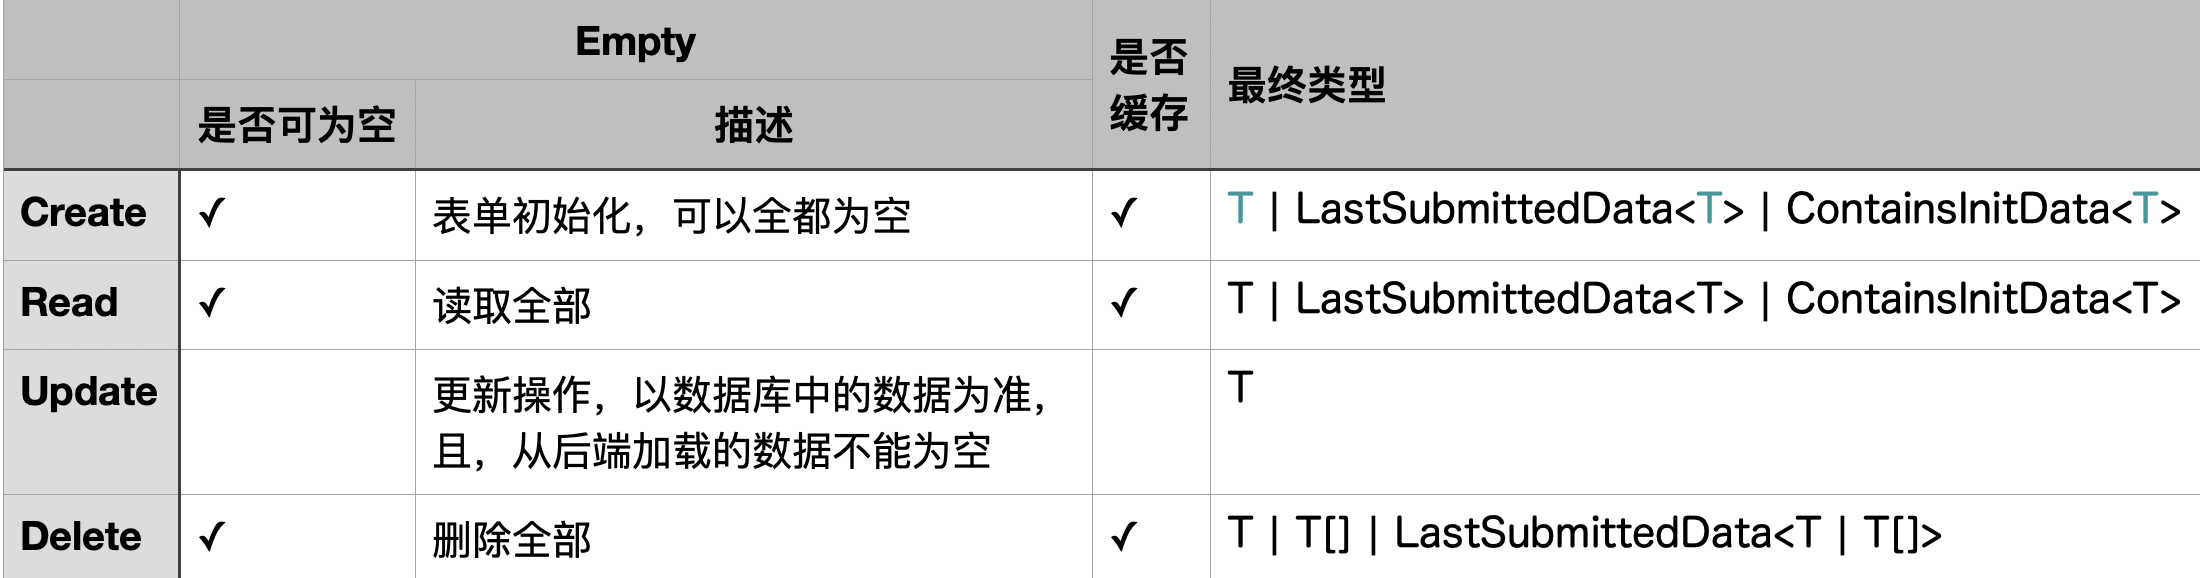 Empty
是否
缓存
最终类型
是否可为空
描述
Create
✓
表单初始化，可以全都为空
✓
T | LastSubmittedData<T> | ContainsInitData<T>
Read
✓
读取全部
✓
T | LastSubmittedData<T> | ContainsInitData<T>
Update
更新操作，以数据库中的数据为准，
且，从后端加载的数据不能为空
T
Delete
✓
删除全部
✓
T | T[] | LastSubmittedData<T | T[]>